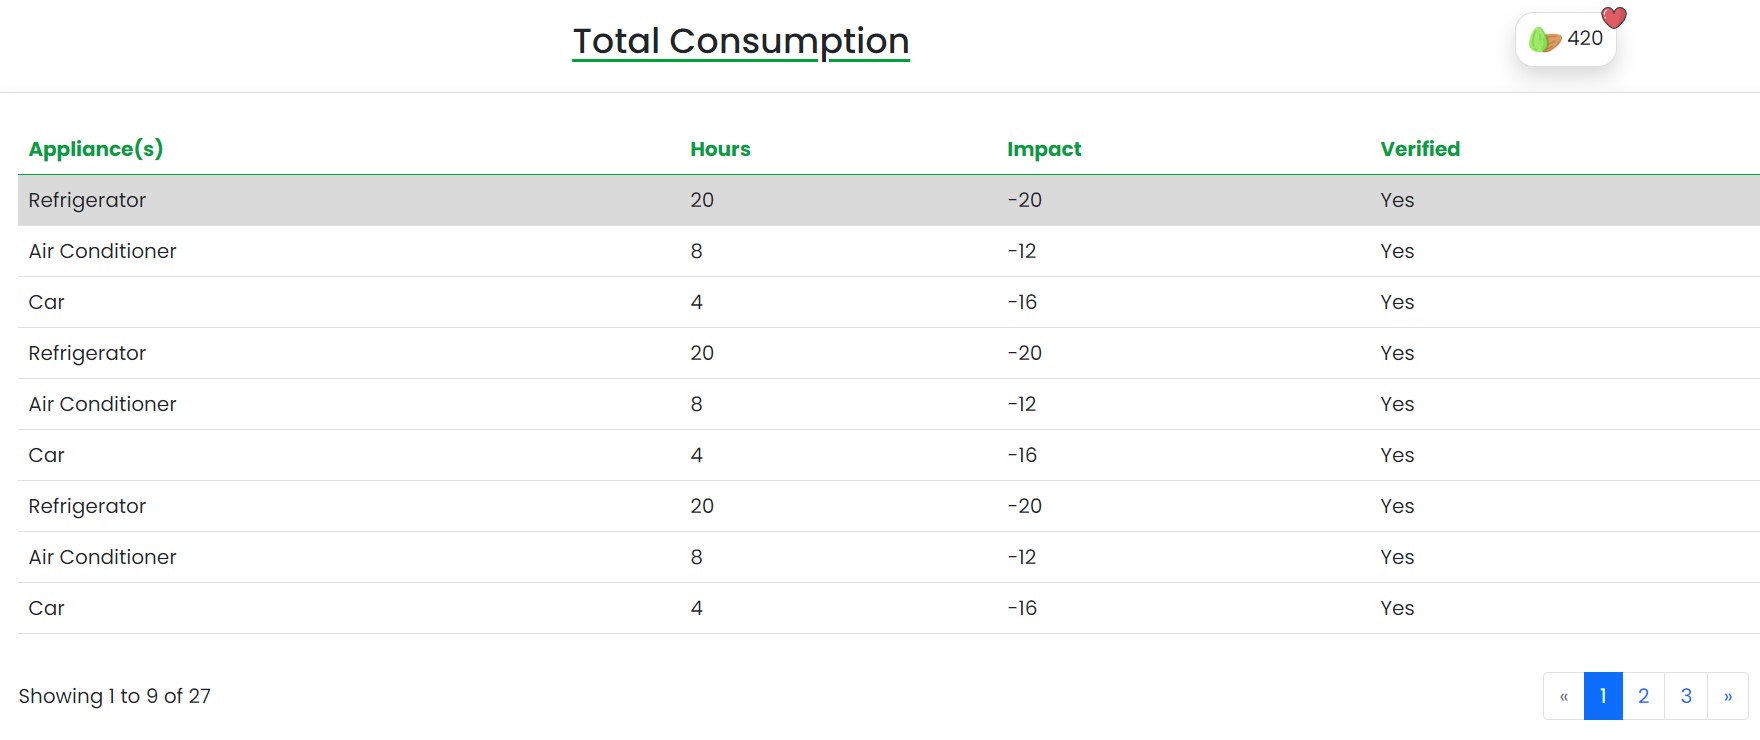 Total Consumption
420
Appliance(s) Hours Impact Verified
Refrigerator 20 -20 Yes
Air Conditioner 8 -12 Yes
Car 4 -16 Yes
Refrigerator 20 -20 Yes
Air Conditioner 8 -12 Yes
Car 4 -16 Yes
Refrigerator 20 -20 Yes
Air Conditioner 8 -12 Yes
Car 4 -16 Yes
Showing 1 to 9 of 27
« 1 2 3 »